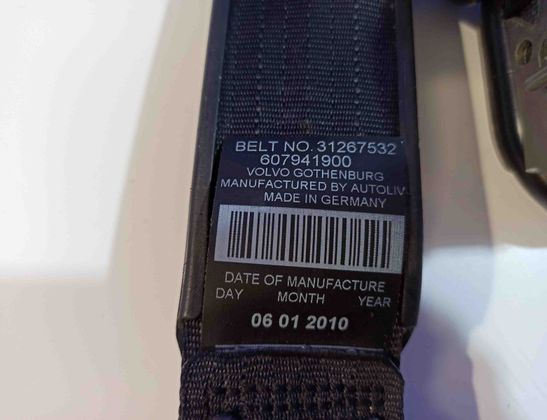 BELT NO. 31267532
607941900
VOLVO GOTHENBURG
MANUFACTURED BY AUTOLIV
MADE IN GERMANY
DATE OF MANUFACTURE
DAY MONTH YEAR
06 01 2010